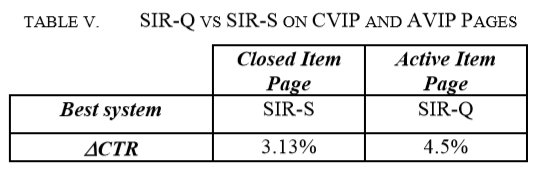 TABLE V. SIR-Q VS SIR-S ON CVIP AND AVIP PAGES
Closed Item Page
Active Item Page
Best system SIR-S SIR-Q
ΔCTR 3.13% 4.5%